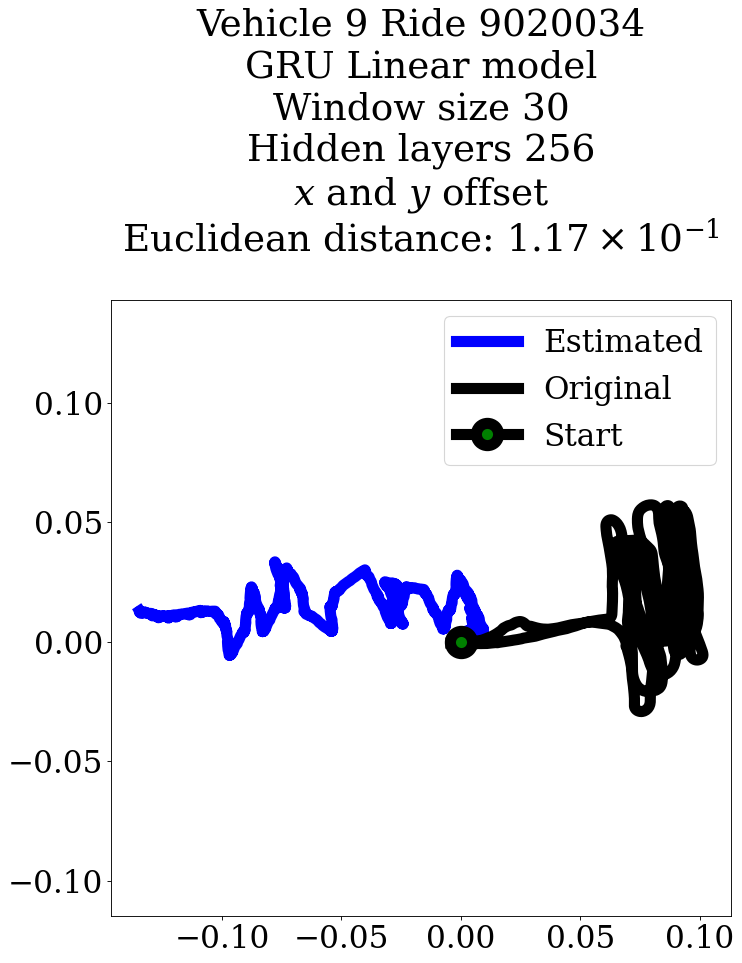 Vehicle 9 Ride 9020034
GRU Linear model
Window size 30
Hidden layers 256
x and y offset
Euclidean distance: 1.17 × 10⁻¹
Estimated
Original
Start
0.10
0.05
0.00
−0.05
−0.10
−0.10 −0.05 0.00 0.05 0.10